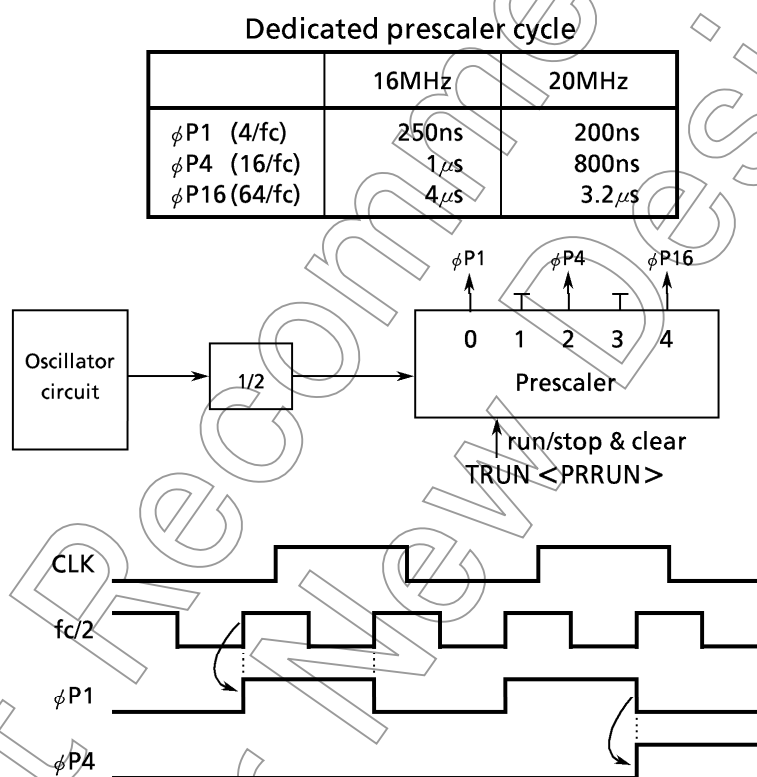 Dedicated prescaler cycle
16MHz 20MHz
φP1 (4/fc) 250ns 200ns
φP4 (16/fc) 1μs 800ns
φP16 (64/fc) 4μs 3.2μs
φP1 φP4 φP16
0 1 2 3 4
Oscillator
circuit
1/2
Prescaler
run/stop & clear
TRUN <PRRUN>
CLK
fc/2
φP1
φP4